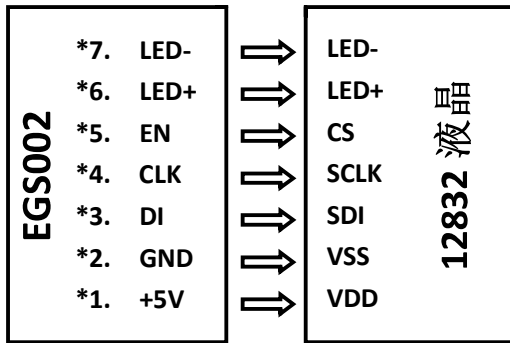 EGS002
*7. LED-
*6. LED+
*5. EN
*4. CLK
*3. DI
*2. GND
*1. +5V
LED-
LED+
CS
SCLK
SDI
VSS
VDD
12832 液晶